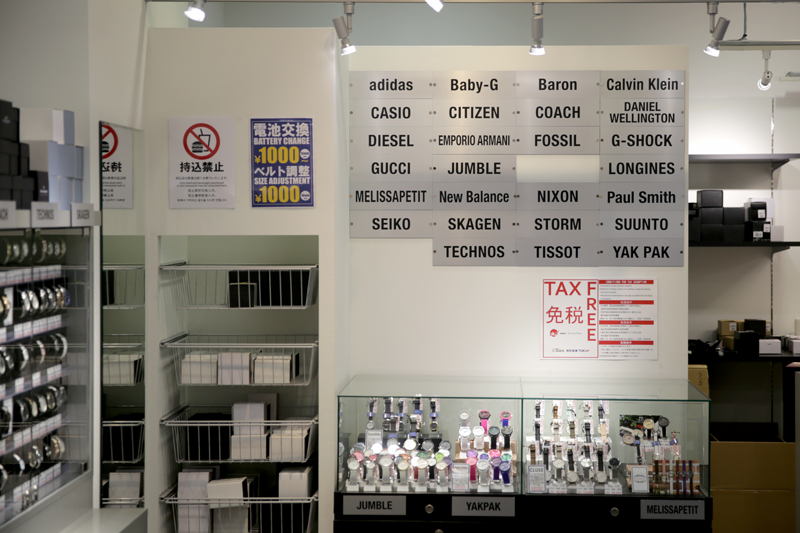 adidas Baby-G Baron Calvin Klein
CASIO CITIZEN COACH DANIEL WELLINGTON
DIESEL EMPORIO ARMANI FOSSIL G-SHOCK
GUCCI JUMBLE LONGINES
MELISSAPETIT New Balance NIXON Paul Smith
SEIKO SKAGEN STORM SUUNTO
TECHNOS TISSOT YAK PAK
持込禁止
電池交換
BATTERY CHANGE
¥1000
ベルト調整
SIZE ADJUSTMENT
¥1000
TAX FREE
免税
TECHNOS
SKAGEN
JUMBLE
YAKPAK
MELISSAPETIT